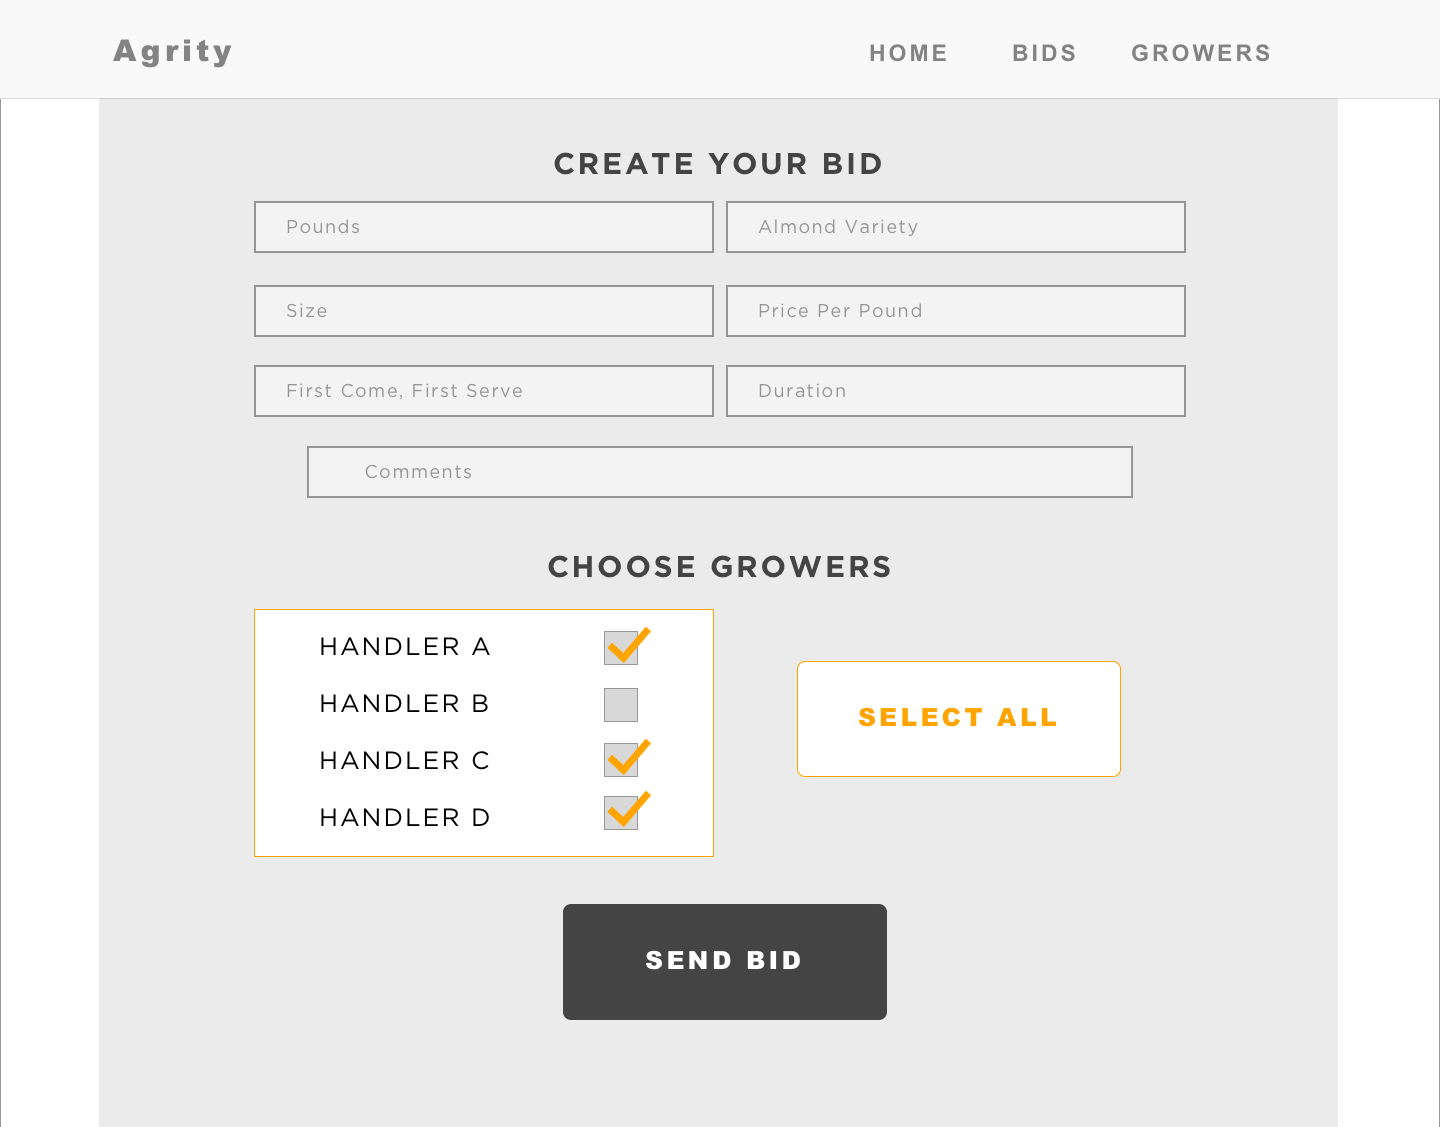 Agrity HOME BIDS GROWERS
CREATE YOUR BID
Pounds Almond Variety
Size Price Per Pound
First Come, First Serve Duration
Comments
CHOOSE GROWERS
HANDLER A
HANDLER B
SELECT ALL
HANDLER C
HANDLER D
SEND BID